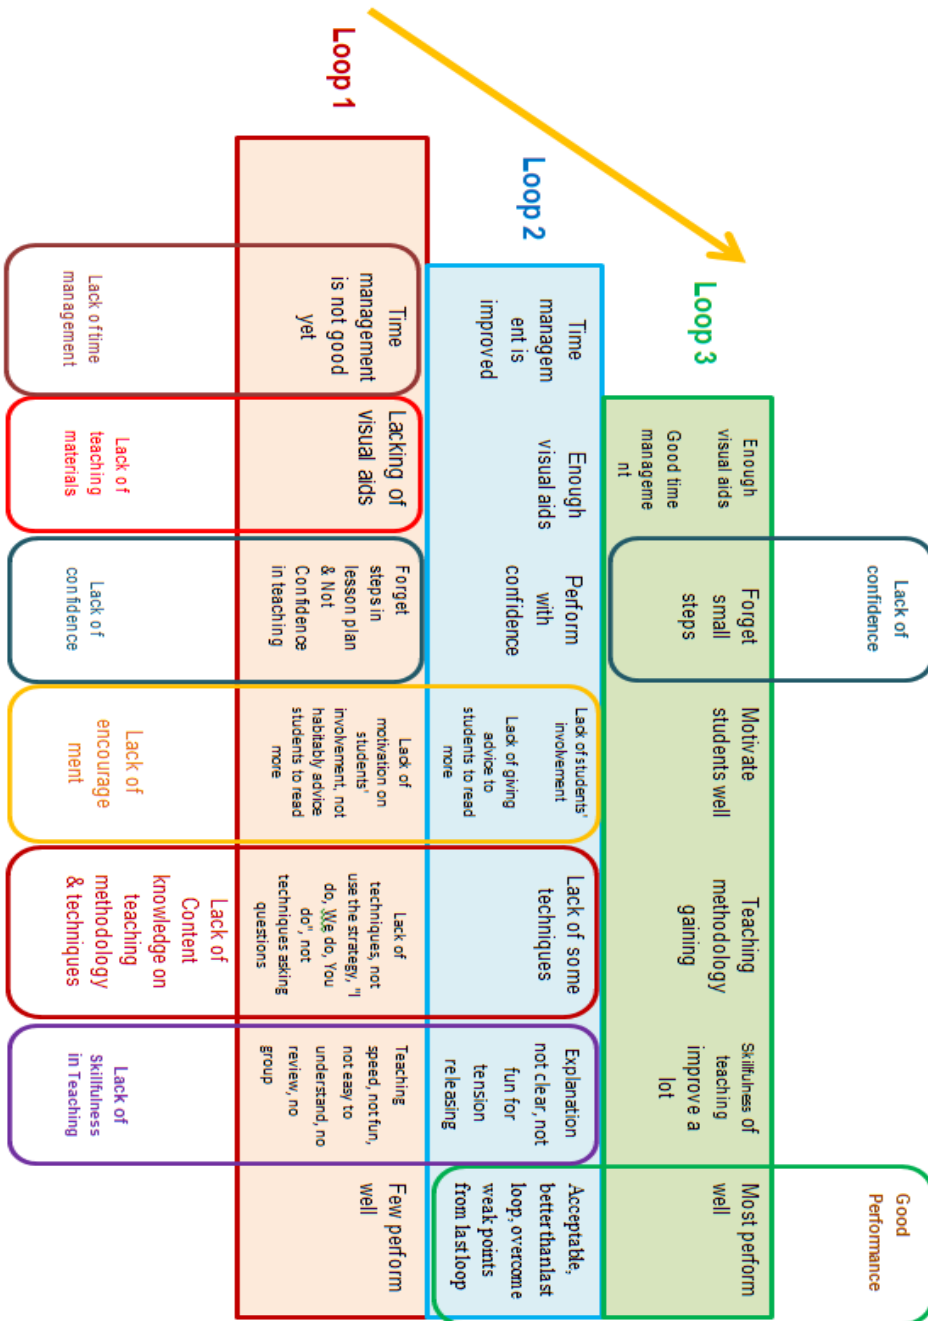 Lack of
confidence
Good
Performance
Loop 3
Enough
visual aids
Good time
manageme
nt
Forget
small
steps
Motivate
students well
Teaching
methodology
gaining
Skillfulness of
teaching
improve a
lot
Most perform
well
Loop 2
Time
managem
ent is
improved
Enough
visual aids
Perform
with
confidence
Lack of students'
involvement
Lack of giving
advice to
students to read
more
Lack of some
techniques
Explanation
not clear, not
fun for
tension
releasing
Acceptable,
better than last
loop, overcome
weak points
from last loop
Loop 1
Time
management
is not good
yet
Lacking of
visual aids
Forget
steps in
lesson plan
& Not
Confidence
in teaching
Lack of
motivation on
students'
involvement, not
habitably advice
students to read
more
Lack of
techniques, not
use the strategy, "I
do, We do, You
do", not
techniques asking
questions
Teaching
speed, not fun,
not easy to
understand, no
review, no
group
Few perform
well
Lack of time
management
Lack of
teaching
materials
Lack of
confidence
Lack of
encourage
ment
Lack of
Content
knowledge on
teaching
methodology
& techniques
Lack of
Skillfulness
in Teaching